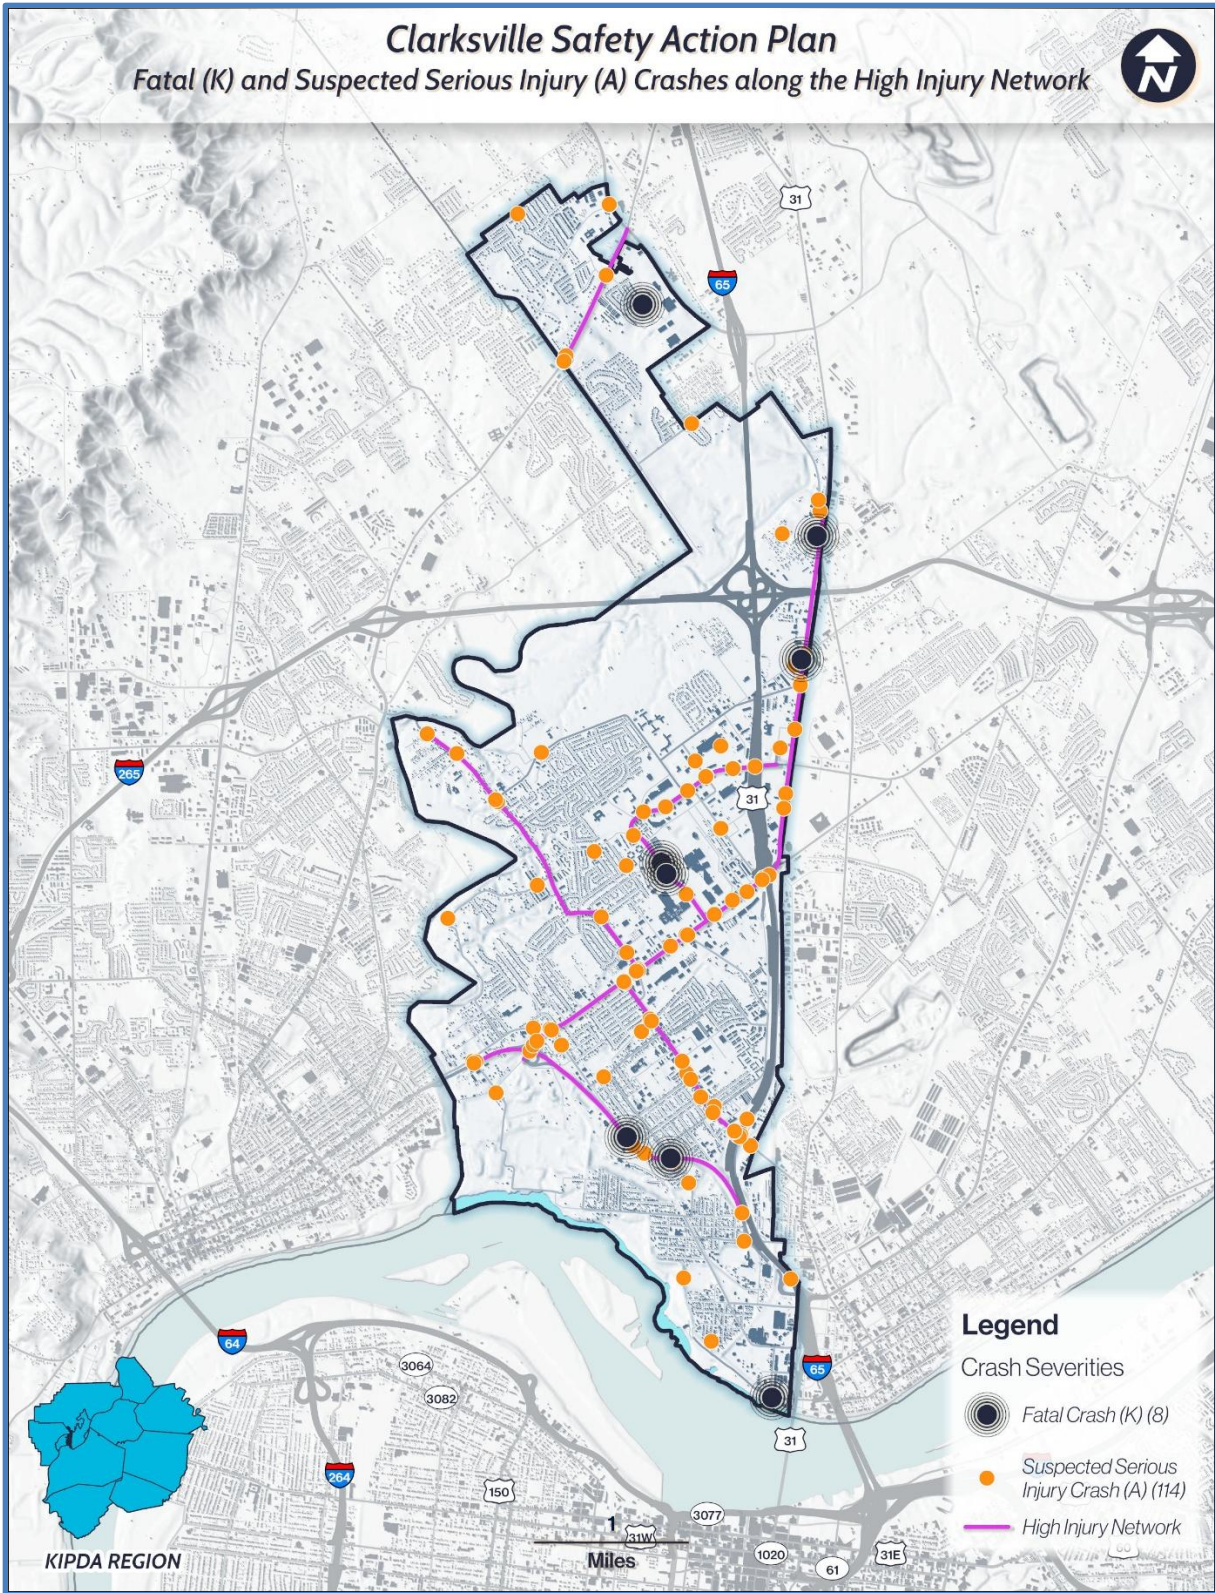 Clarksville Safety Action Plan
Fatal (K) and Suspected Serious Injury (A) Crashes along the High Injury Network
N
31
65
265
31
64
3064
3082
65
31
264
150
3077
1
31W
Miles
1020
61
31E
KIPDA REGION
Legend
Crash Severities
Fatal Crash (K) (8)
Suspected Serious
Injury Crash (A) (114)
High Injury Network